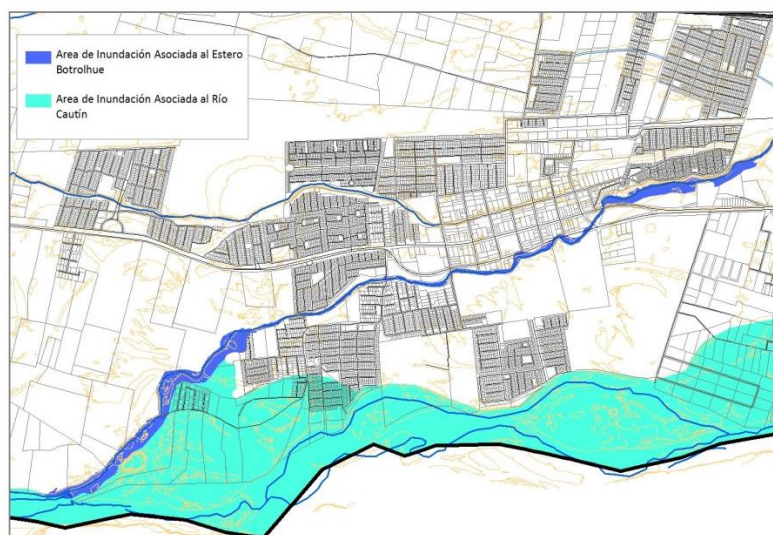 Area de Inundación Asociada al Estero
Botrolhue
Area de Inundación Asociada al Río
Cautín